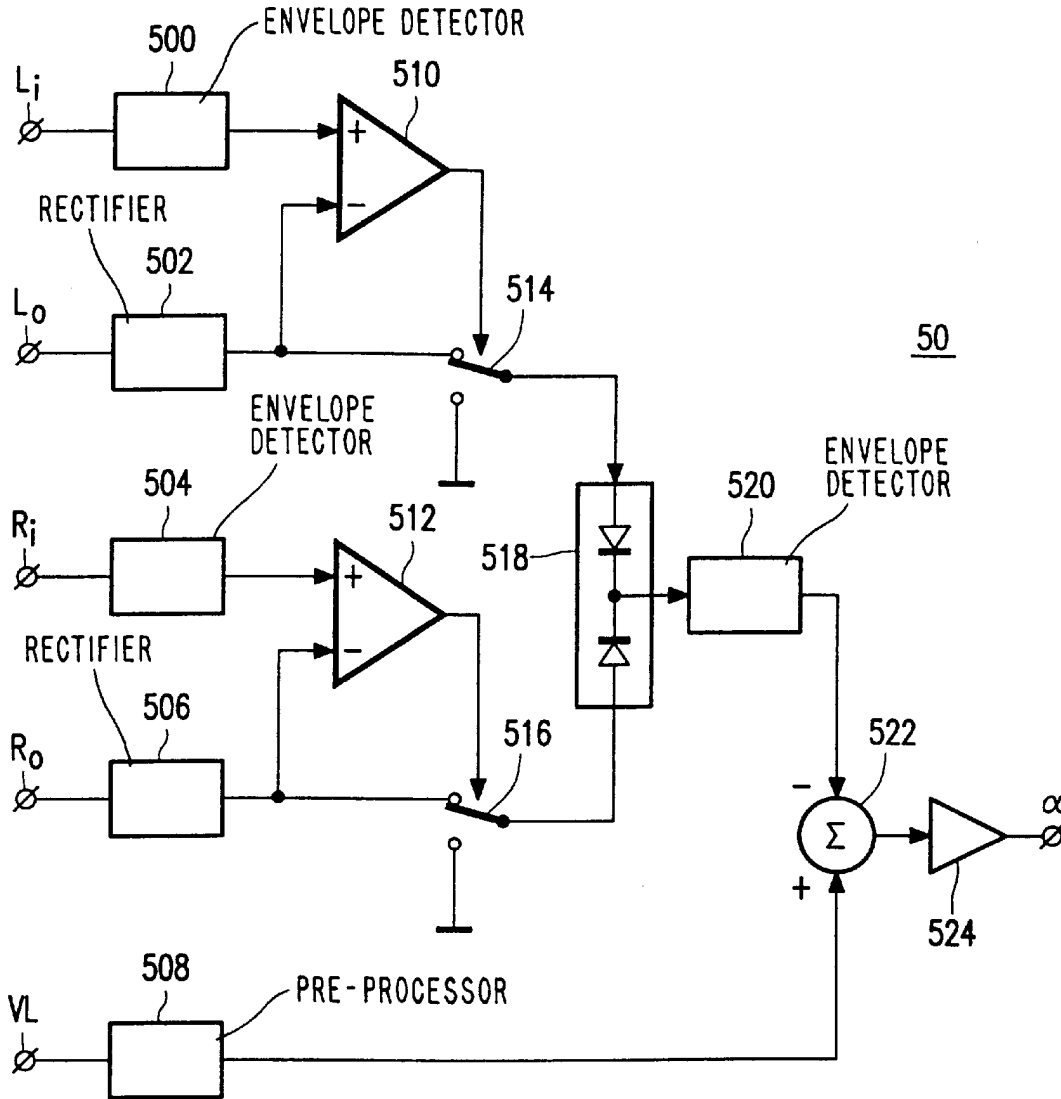 ENVELOPE DETECTOR
500
Li
510
+
−
RECTIFIER
502
Lo
514
50
ENVELOPE
DETECTOR
ENVELOPE
DETECTOR
504
Ri
512
520
518
+
−
RECTIFIER
506
Ro
516
522
−
Σ
+
α
524
508
PRE-PROCESSOR
VL